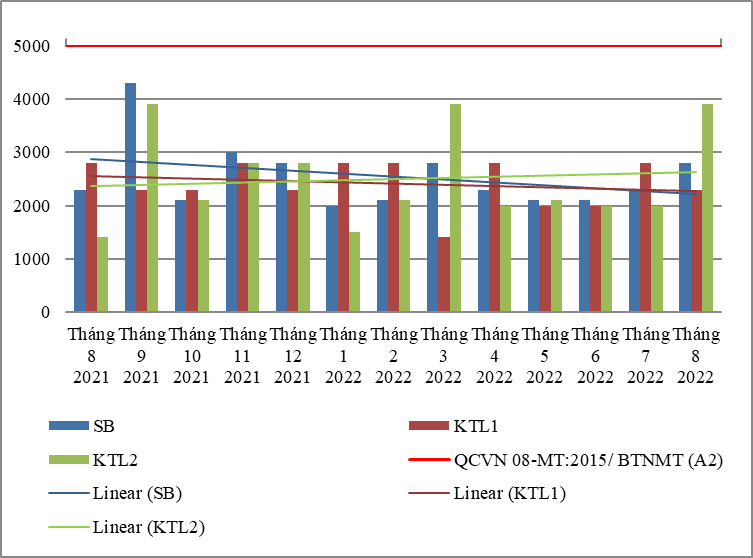 5000
4000
3000
2000
1000
0
Tháng 8 2021
Tháng 9 2021
Tháng 10 2021
Tháng 11 2021
Tháng 12 2021
Tháng 1 2022
Tháng 2 2022
Tháng 3 2022
Tháng 4 2022
Tháng 5 2022
Tháng 6 2022
Tháng 7 2022
Tháng 8 2022
SB
KTL1
KTL2
QCVN 08-MT:2015/ BTNMT (A2)
Linear (SB)
Linear (KTL1)
Linear (KTL2)